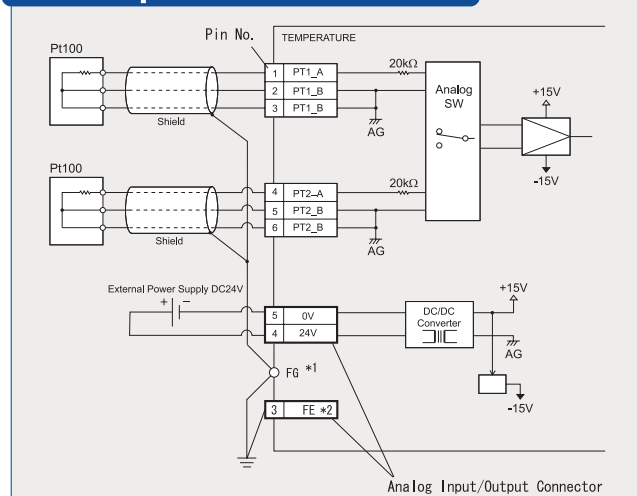 Pin No.
TEMPERATURE
Pt100
20kΩ
1 PT1_A
2 PT1_B
3 PT1_B
Shield
AG
Analog
SW
+15V
-15V
Pt100
20kΩ
4 PT2_A
5 PT2_B
6 PT2_B
Shield
AG
External Power Supply DC24V
+ −
5 0V
4 24V
DC/DC
Converter
+15V
AG
-15V
FG *1
3 FE *2
Analog Input/Output Connector